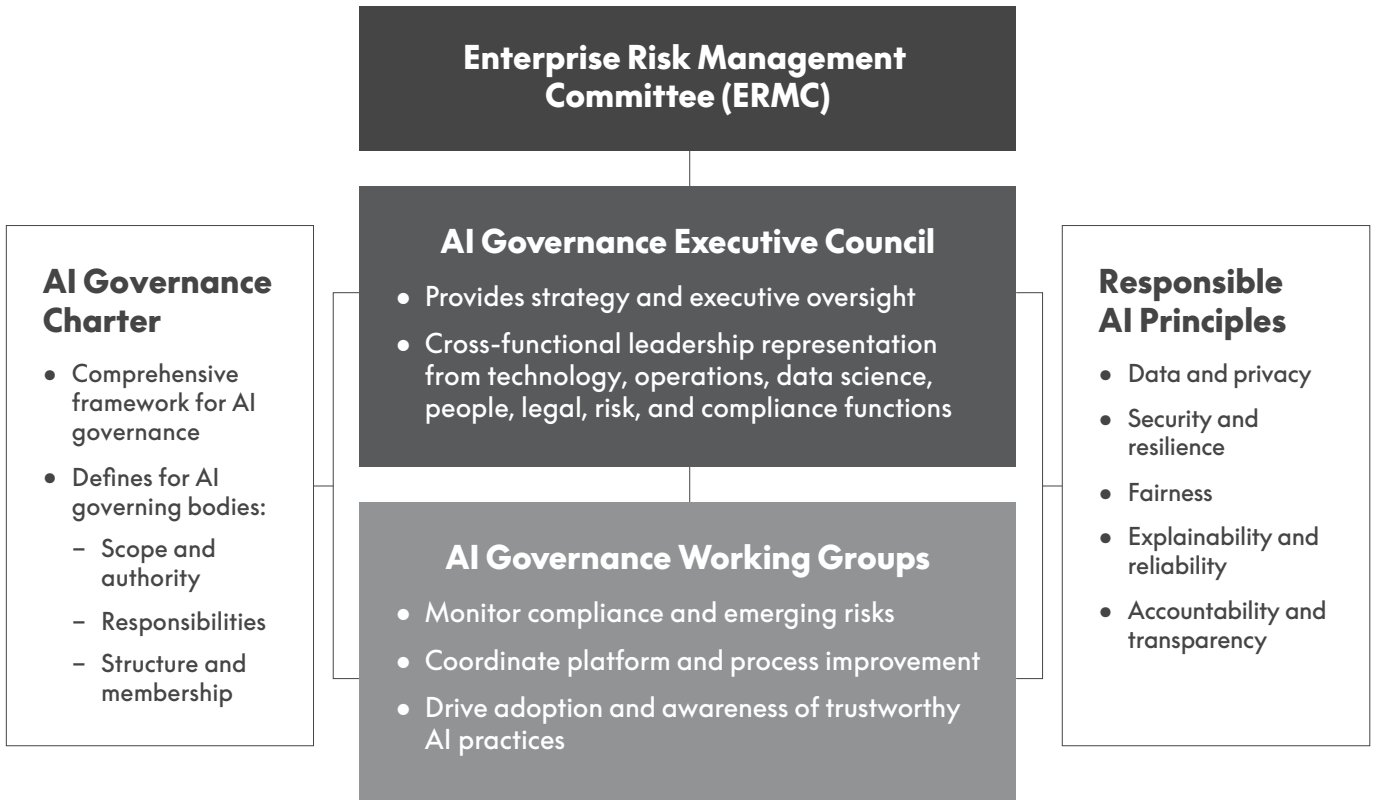 Enterprise Risk Management
Committee (ERMC)
AI Governance Executive Council
● Provides strategy and executive oversight
● Cross-functional leadership representation
from technology, operations, data science,
people, legal, risk, and compliance functions
AI Governance Working Groups
● Monitor compliance and emerging risks
● Coordinate platform and process improvement
● Drive adoption and awareness of trustworthy
AI practices
AI Governance
Charter
● Comprehensive
framework for AI
governance
● Defines for AI
governing bodies:
– Scope and
authority
– Responsibilities
– Structure and
membership
Responsible
AI Principles
● Data and privacy
● Security and
resilience
● Fairness
● Explainability and
reliability
● Accountability and
transparency